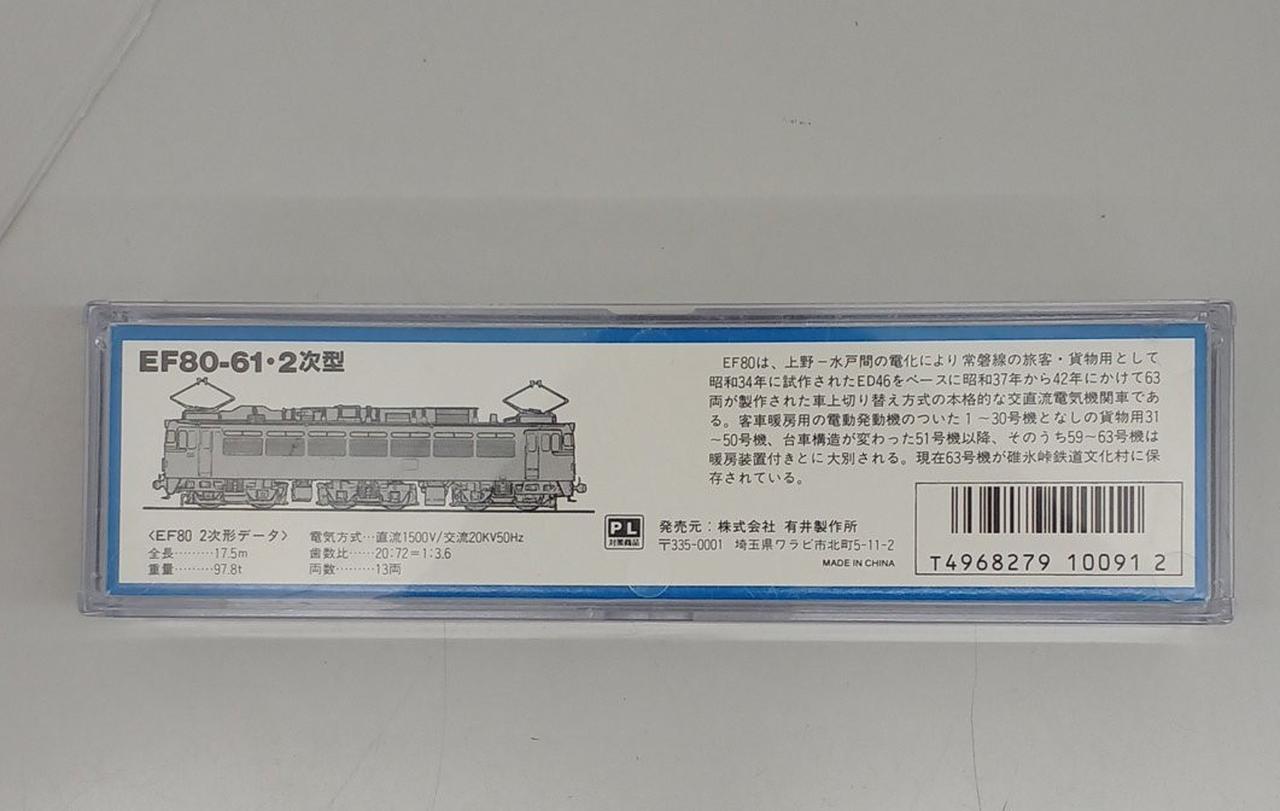 EF80-61・2次型
EF80は、上野－水戸間の電化により常磐線の旅客・貨物用として
昭和34年に試作されたED46をベースに昭和37年から42年にかけて63
両が製作された車上切り替え方式の本格的な交直流電気機関車であ
る。客車暖房用の電動発動機のついた1～30号機となしの貨物用31
～50号機、台車構造が変わった51号機以降、そのうち59～63号機は
暖房装置付きとに大別される。現在63号機が碓氷峠鉄道文化村に保
存されている。
〈EF80 2次形データ〉
全長………17.5m
重量………97.8t
電気方式…直流1500V/交流20KV50Hz
歯数比……20:72=1:3.6
両数………13両
PL
対策商品
発売元：株式会社 有井製作所
〒335-0001 埼玉県ワラビ市北町5-11-2
MADE IN CHINA
T4968279 10091 2